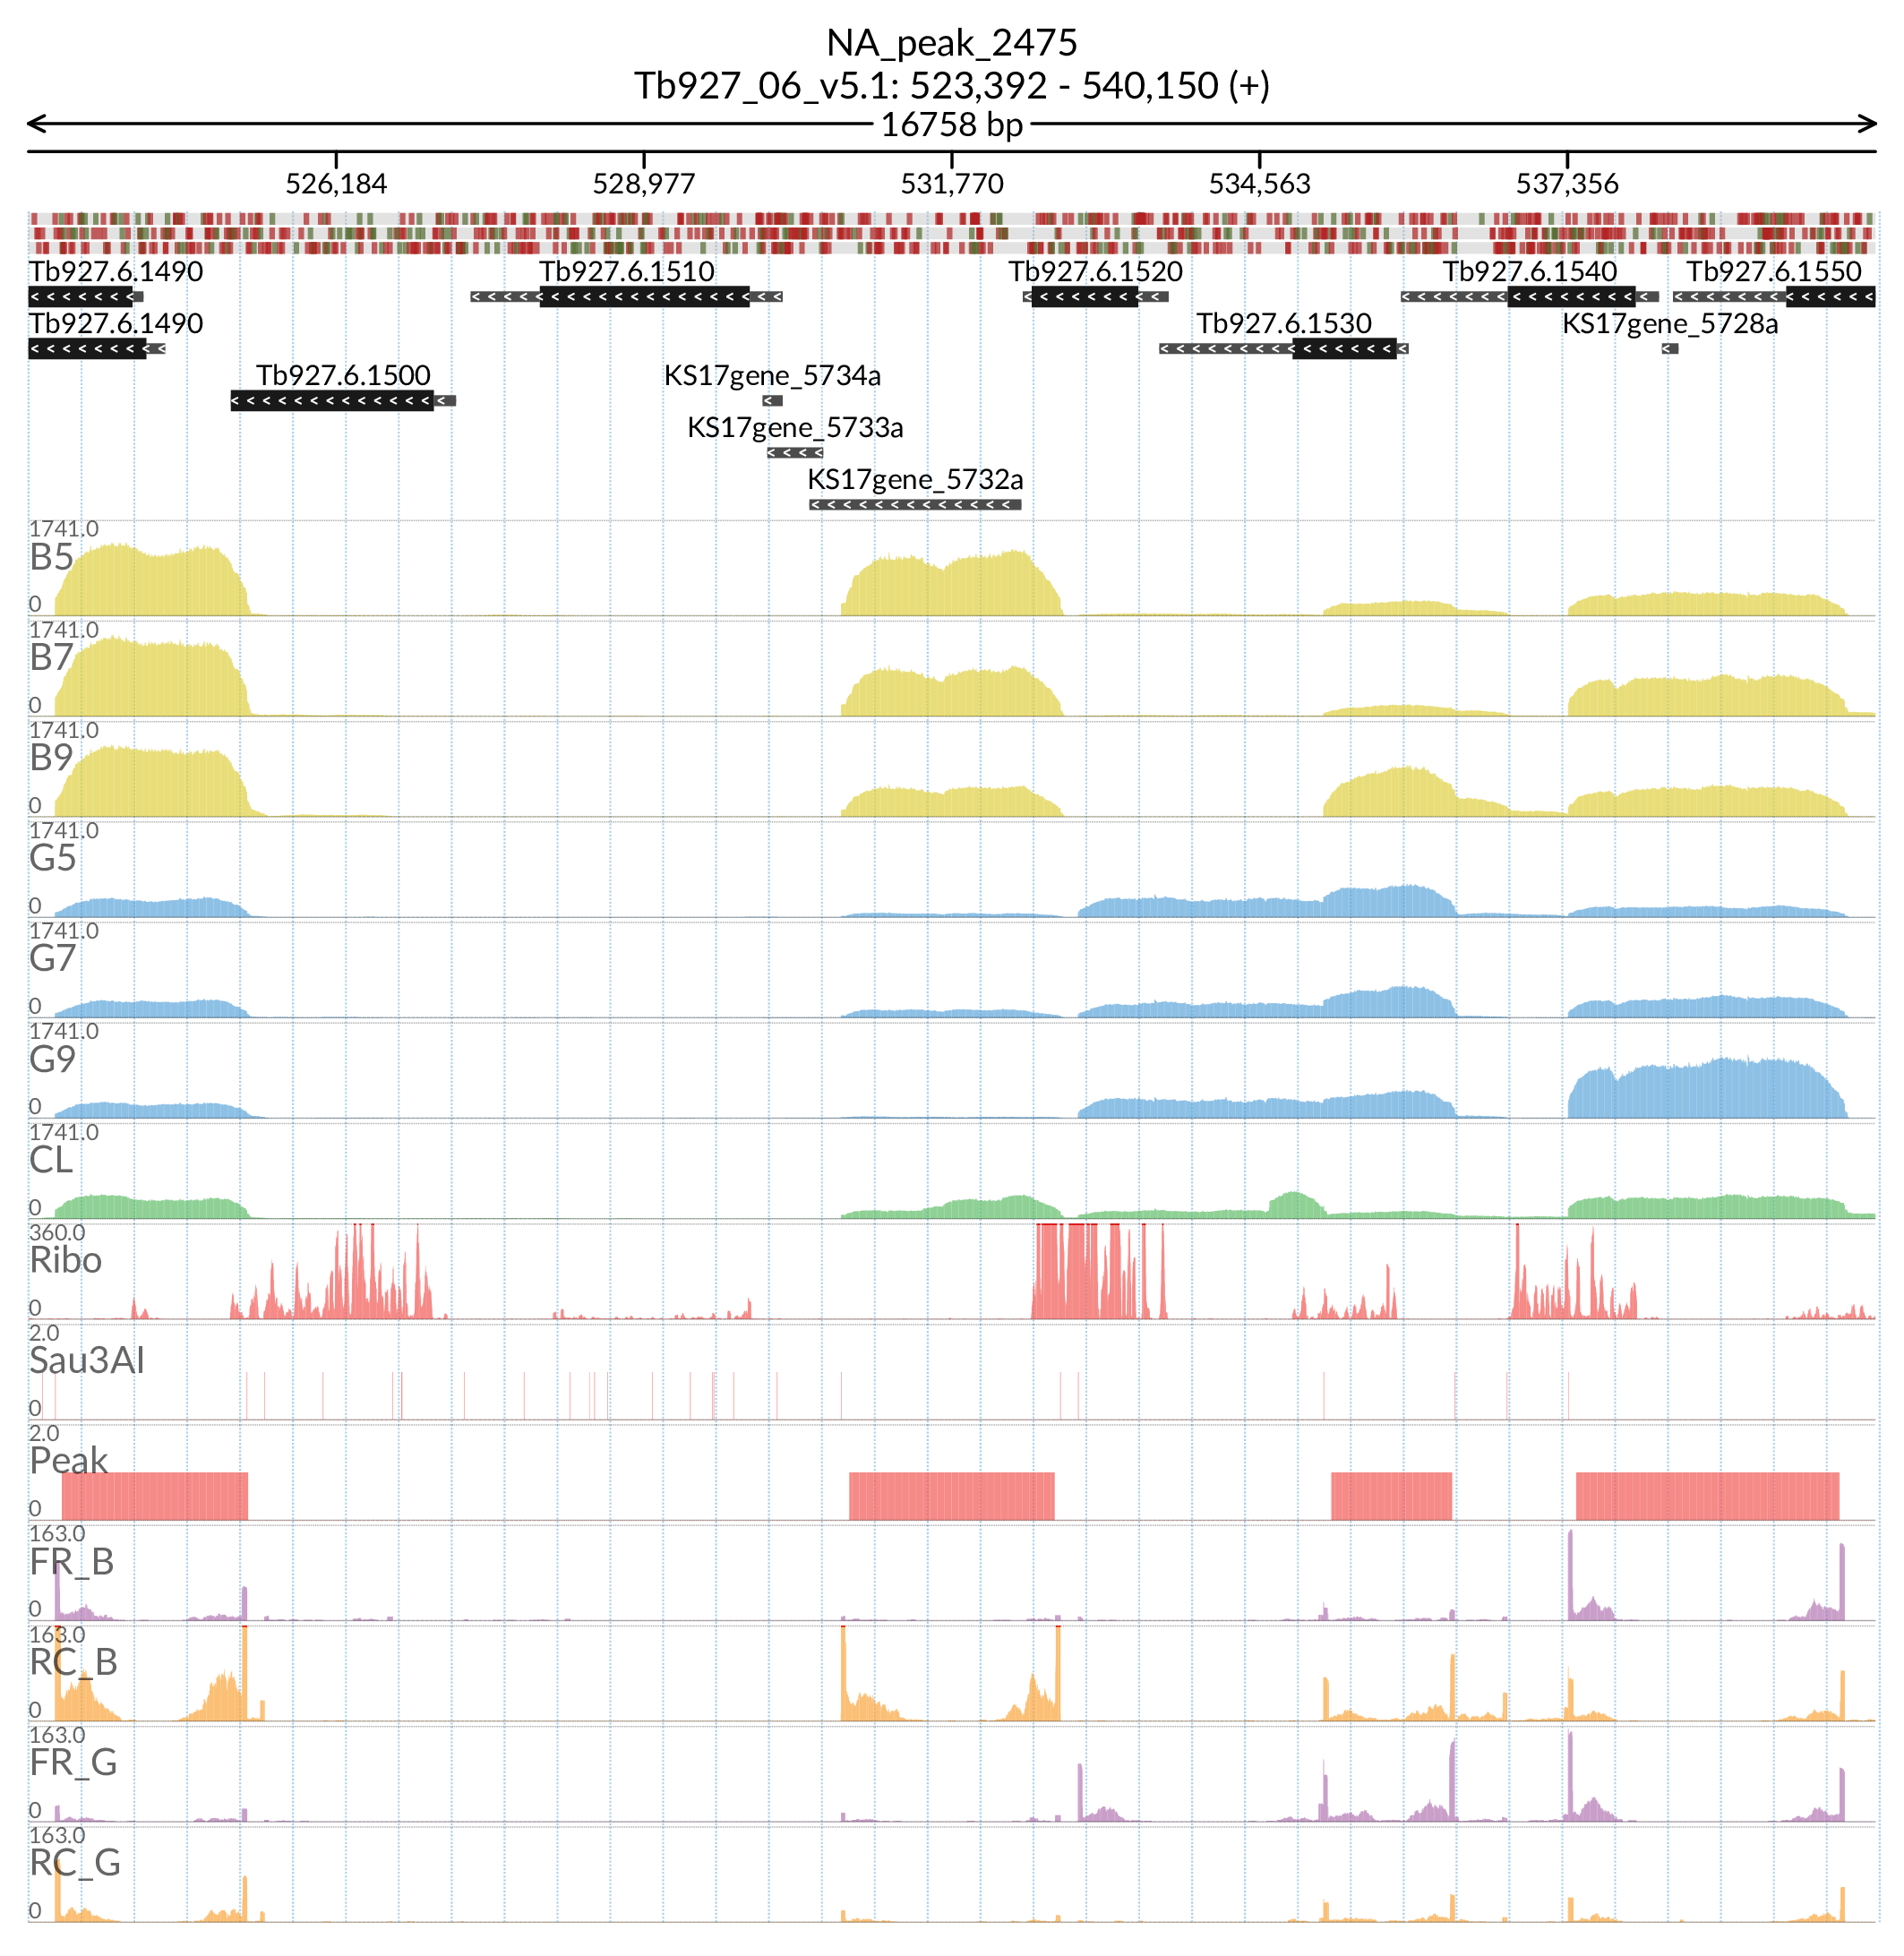 NA_peak_2475
Tb927_06_v5.1: 523,392 - 540,150 (+)
16758 bp
526,184 528,977 531,770 534,563 537,356
Tb927.6.1490 Tb927.6.1510 Tb927.6.1520 Tb927.6.1540 Tb927.6.1550
Tb927.6.1490 Tb927.6.1530 KS17gene_5728a
Tb927.6.1500 KS17gene_5734a
KS17gene_5733a
KS17gene_5732a
1741.0
B5
0
1741.0
B7
0
1741.0
B9
0
1741.0
G5
0
1741.0
G7
0
1741.0
G9
0
1741.0
CL
0
360.0
Ribo
0
2.0
Sau3AI
0
2.0
Peak
0
163.0
FR_B
0
163.0
RC_B
0
163.0
FR_G
0
163.0
RC_G
0